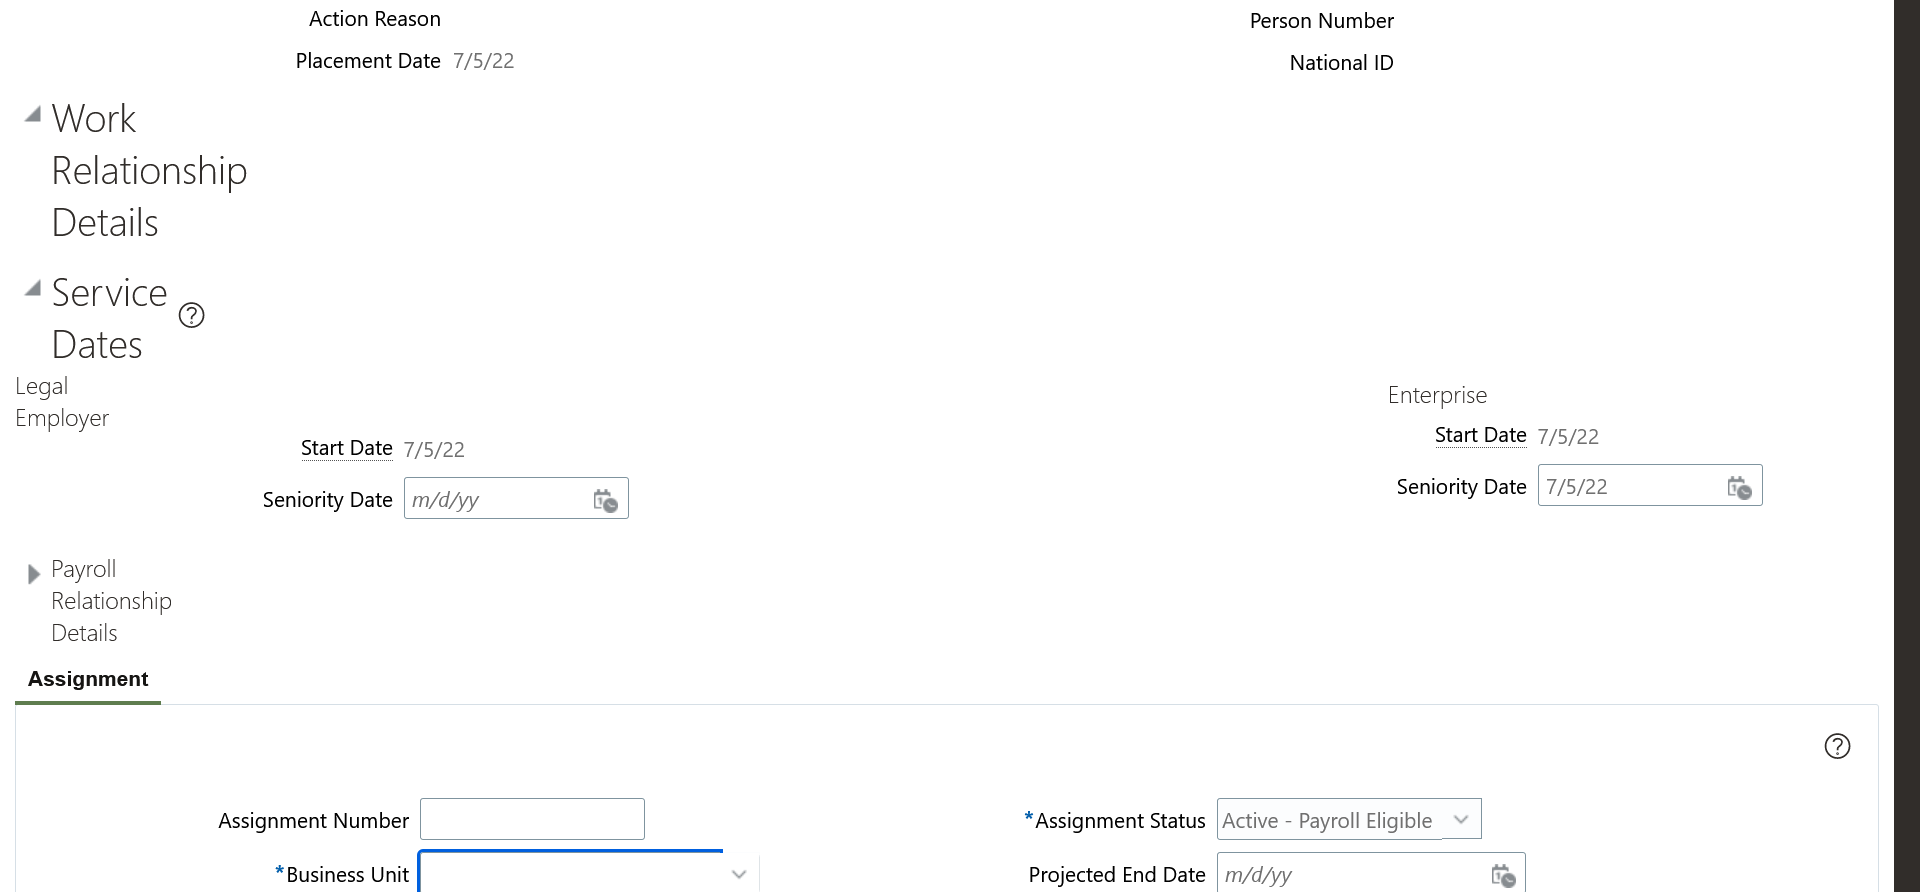 Action Reason
Person Number
Placement Date 7/5/22
National ID
Work
Relationship
Details
Service
Dates
?
Legal
Employer
Enterprise
Start Date 7/5/22
Start Date 7/5/22
Seniority Date m/d/yy
Seniority Date 7/5/22
Payroll
Relationship
Details
Assignment
?
Assignment Number
*Assignment Status Active - Payroll Eligible
*Business Unit
Projected End Date m/d/yy